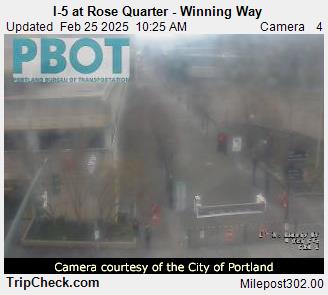 I-5 at Rose Quarter - Winning Way
Updated Feb 25 2025 10:25 AM Camera 4
PBOT
PORTLAND BUREAU OF TRANSPORTATION
Camera courtesy of the City of Portland
TripCheck.com Milepost302.00